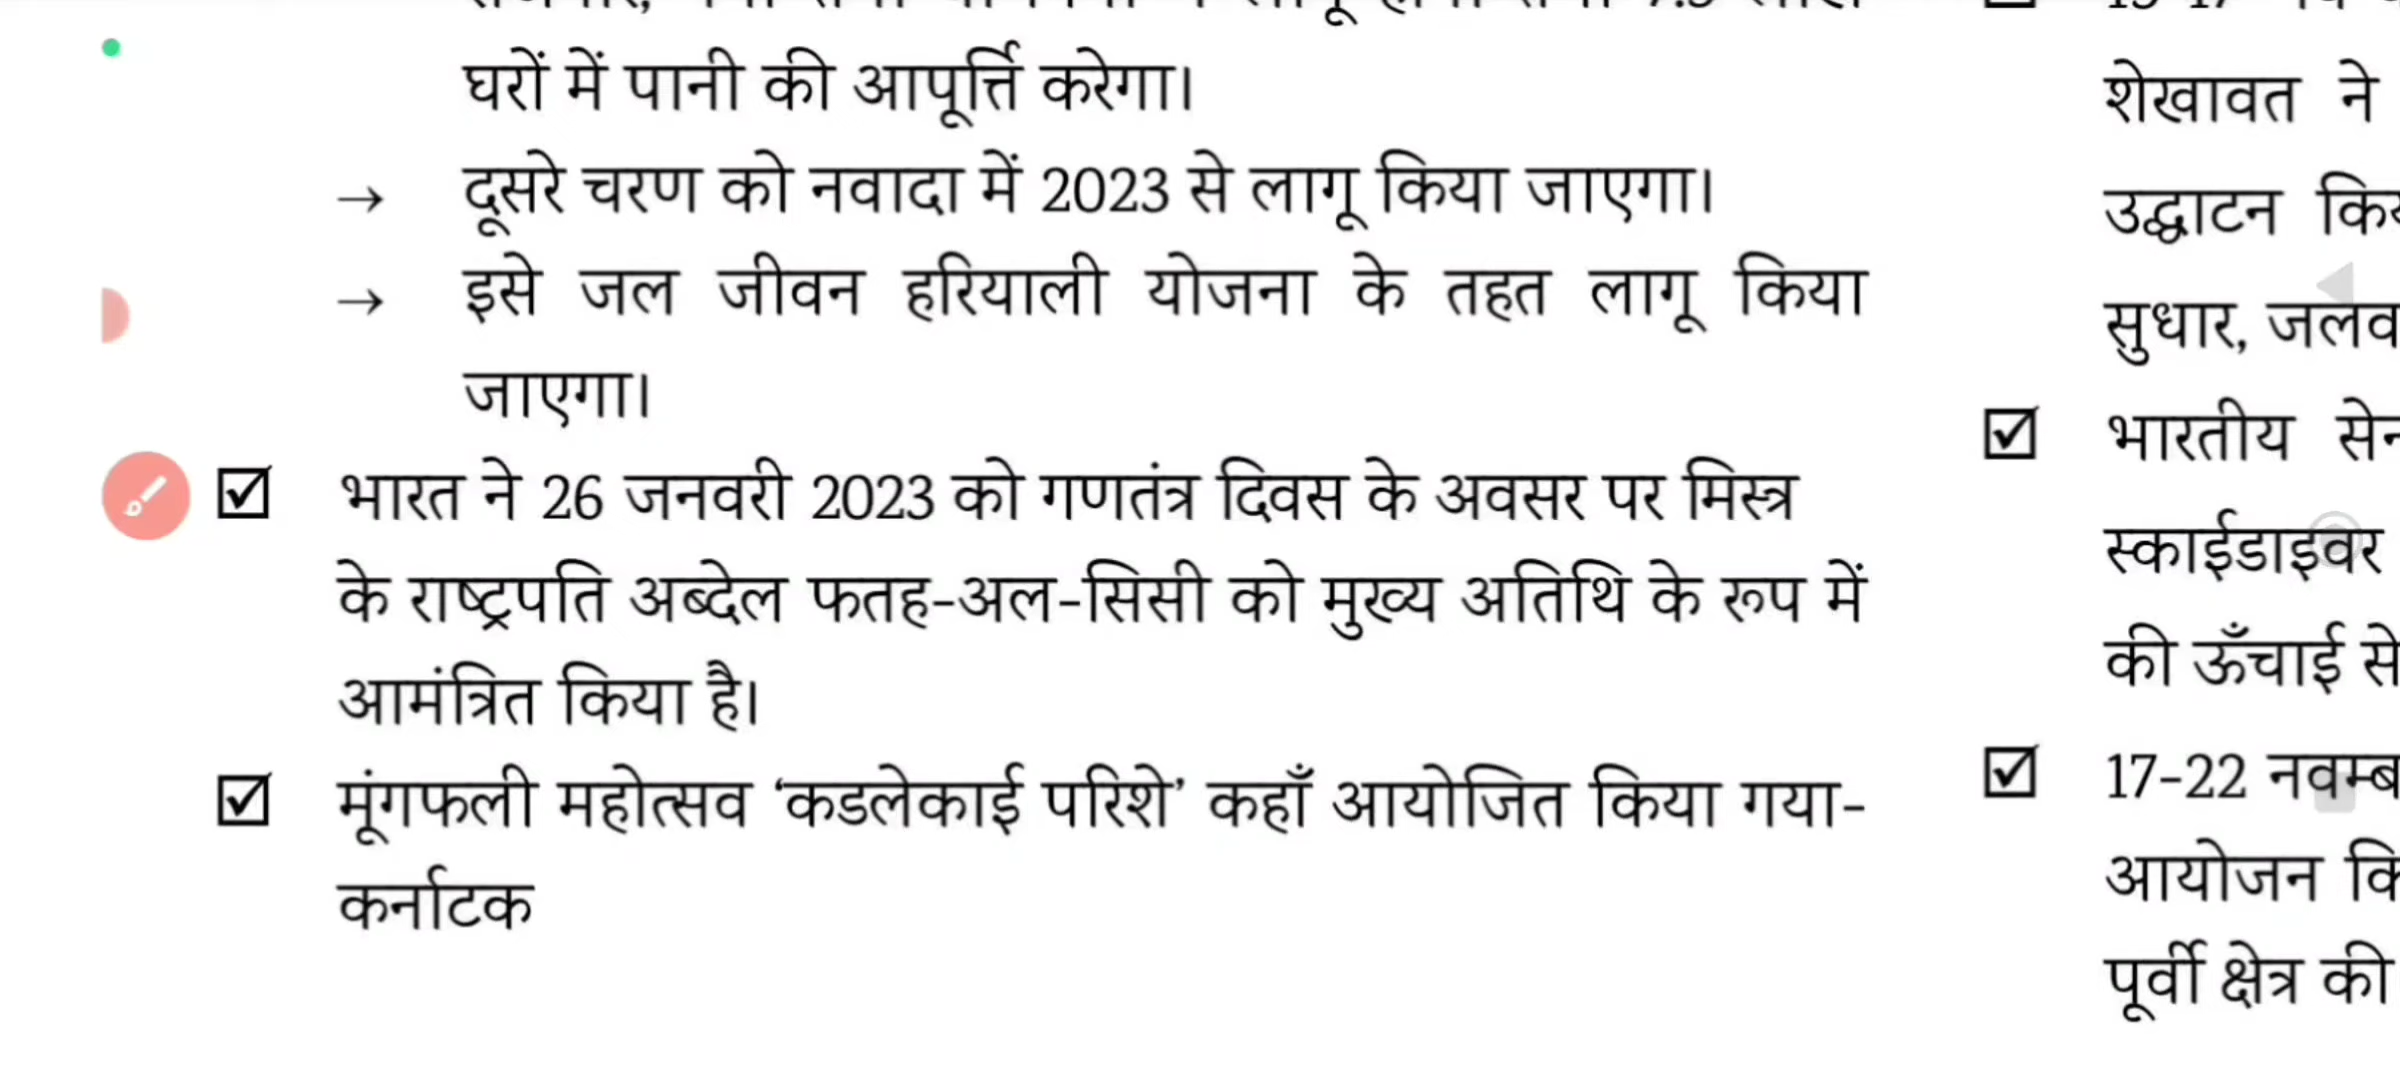 घरों में पानी की आपूर्त्ति करेगा।
→ दूसरे चरण को नवादा में 2023 से लागू किया जाएगा।
→ इसे जल जीवन हरियाली योजना के तहत लागू किया
जाएगा।
☑ भारत ने 26 जनवरी 2023 को गणतंत्र दिवस के अवसर पर मिस्त्र
के राष्ट्रपति अब्देल फतह-अल-सिसी को मुख्य अतिथि के रूप में
आमंत्रित किया है।
☑ मूंगफली महोत्सव ‘कडलेकाई परिशे’ कहाँ आयोजित किया गया-
कर्नाटक
शेखावत ने
उद्घाटन
सुधार,
☑ भारतीय
स्काईडाइवर
की ऊँचाई से
☑ 17-22
आयोजन
पूर्वी क्षेत्र की